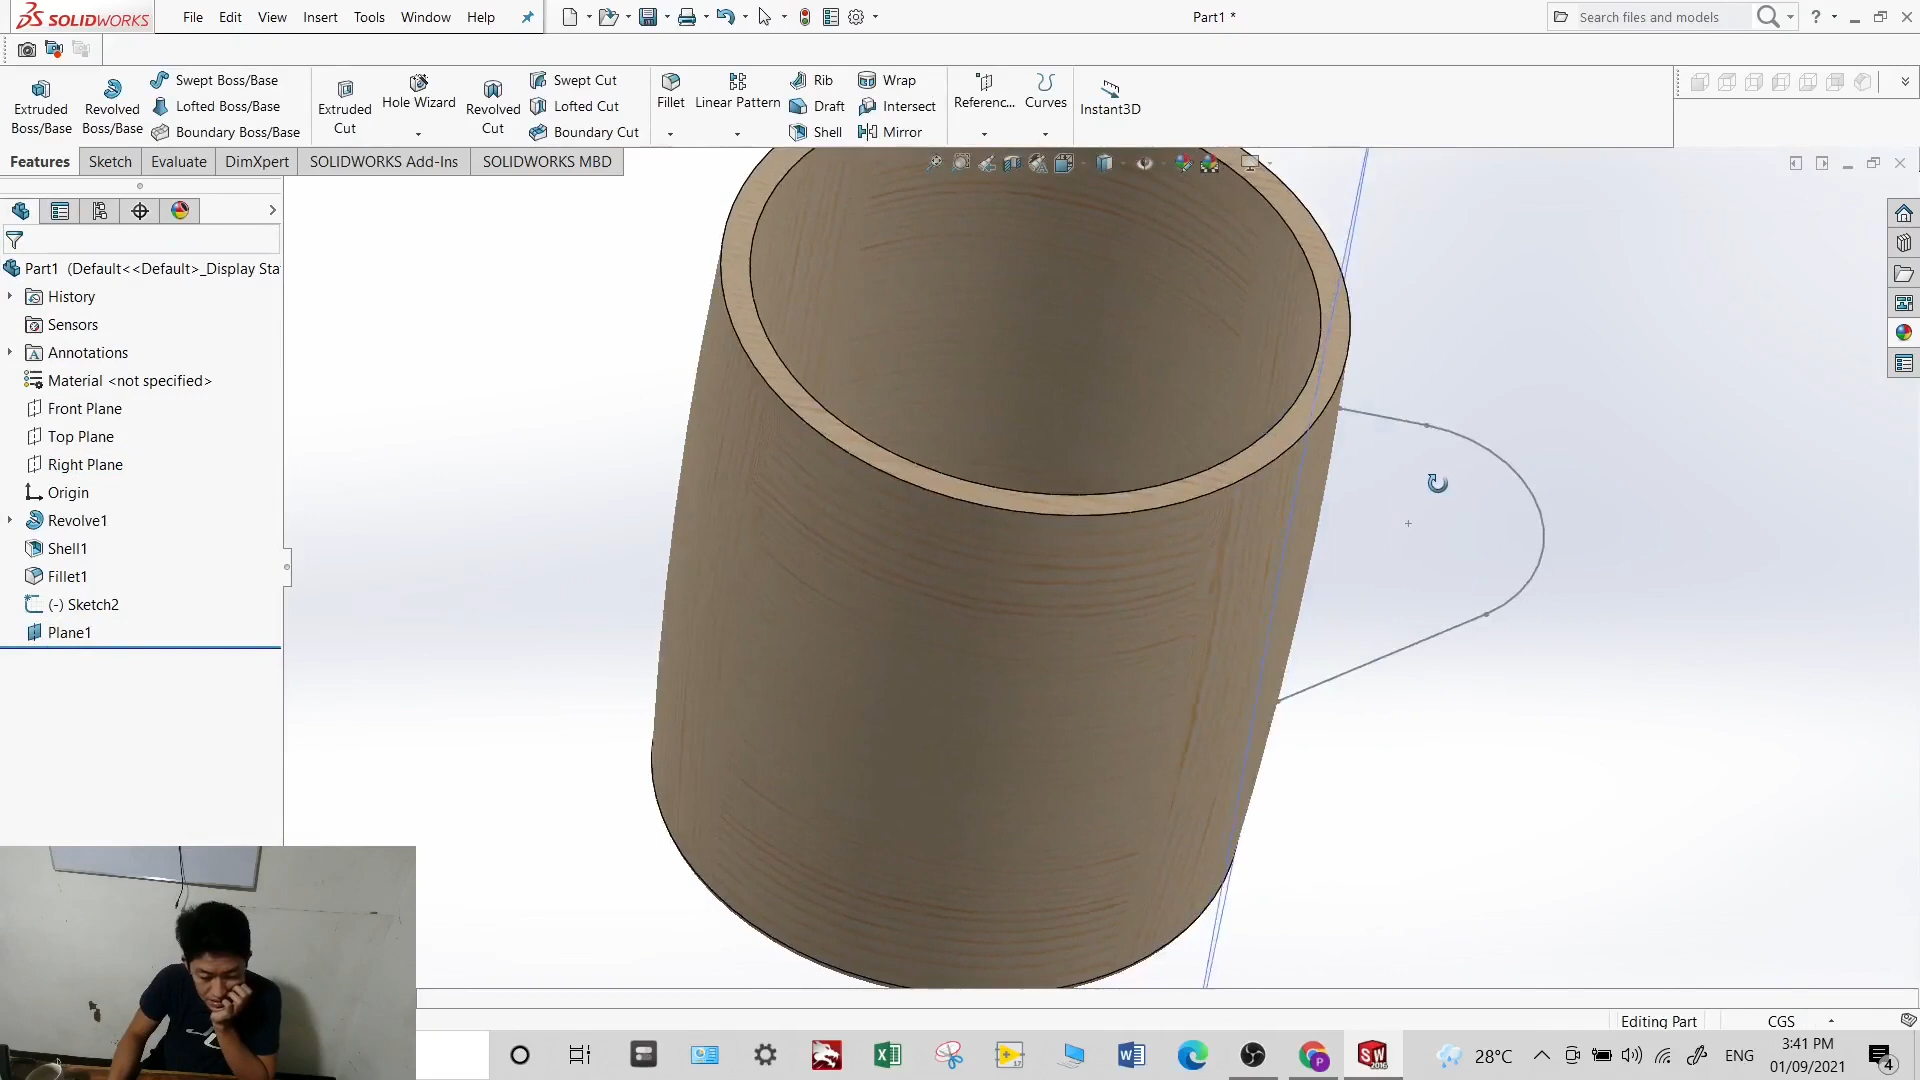 SOLIDWORKS File Edit View Insert Tools Window Help Part1 * Search files and models ?
Extruded Boss/Base
Revolved Boss/Base
Swept Boss/Base
Lofted Boss/Base
Boundary Boss/Base
Extruded Cut
Hole Wizard
Revolved Cut
Swept Cut
Lofted Cut
Boundary Cut
Fillet
Linear Pattern
Rib
Draft
Shell
Wrap
Intersect
Mirror
Referenc...
Curves
Instant3D
Features Sketch Evaluate DimXpert SOLIDWORKS Add-Ins SOLIDWORKS MBD
Part1 (Default<<Default>_Display Sta
History
Sensors
A Annotations
Material <not specified>
Front Plane
Top Plane
Right Plane
Origin
Revolve1
Shell1
Fillet1
(-) Sketch2
Plane1
Editing Part CGS
28°C ENG
3:41 PM
01/09/2021
4
SW
2016
P